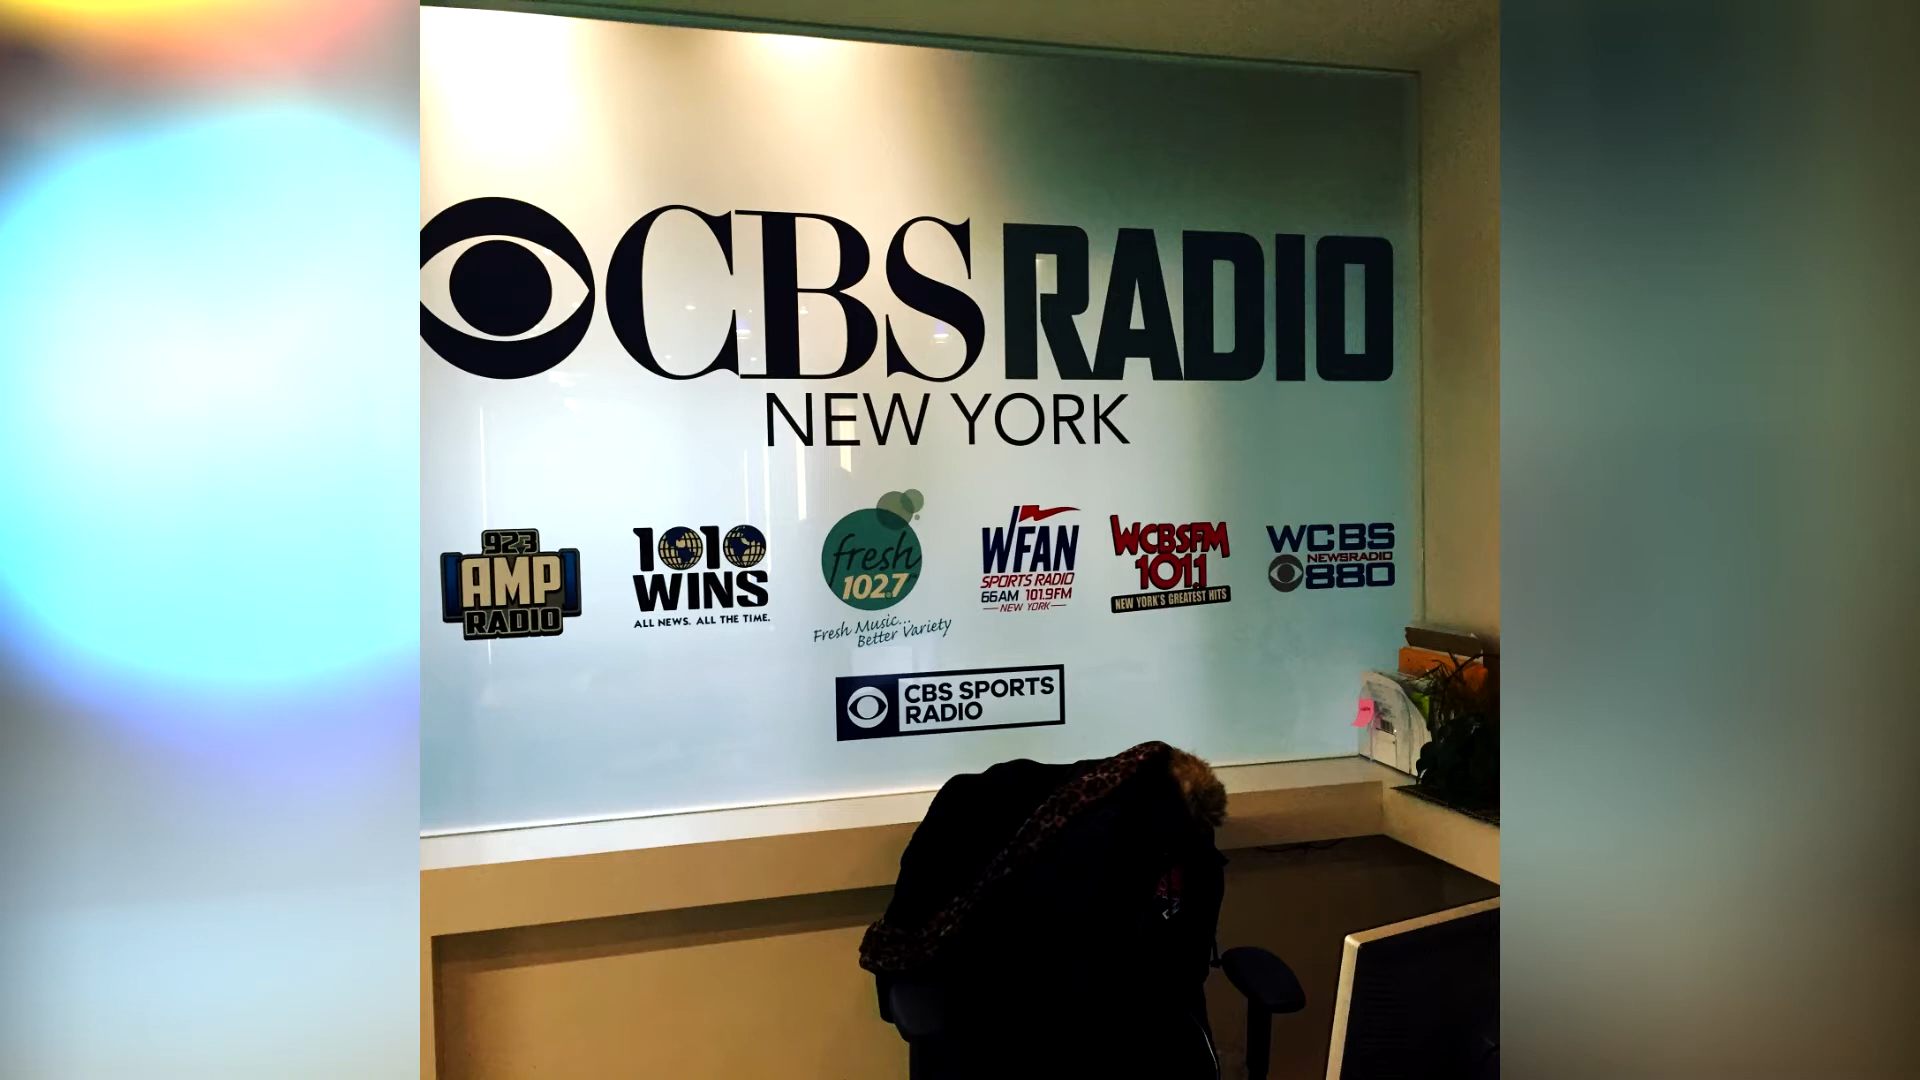 CBS RADIO
NEW YORK
92.3
AMP
RADIO
1010
WINS
ALL NEWS. ALL THE TIME.
fresh
102.7
Fresh Music...
Better Variety
WFAN
SPORTS RADIO
66AM 101.9FM
NEW YORK
WCBSFM
101.1
NEW YORK'S GREATEST HITS
WCBS
NEWSRADIO
880
CBS SPORTS
RADIO